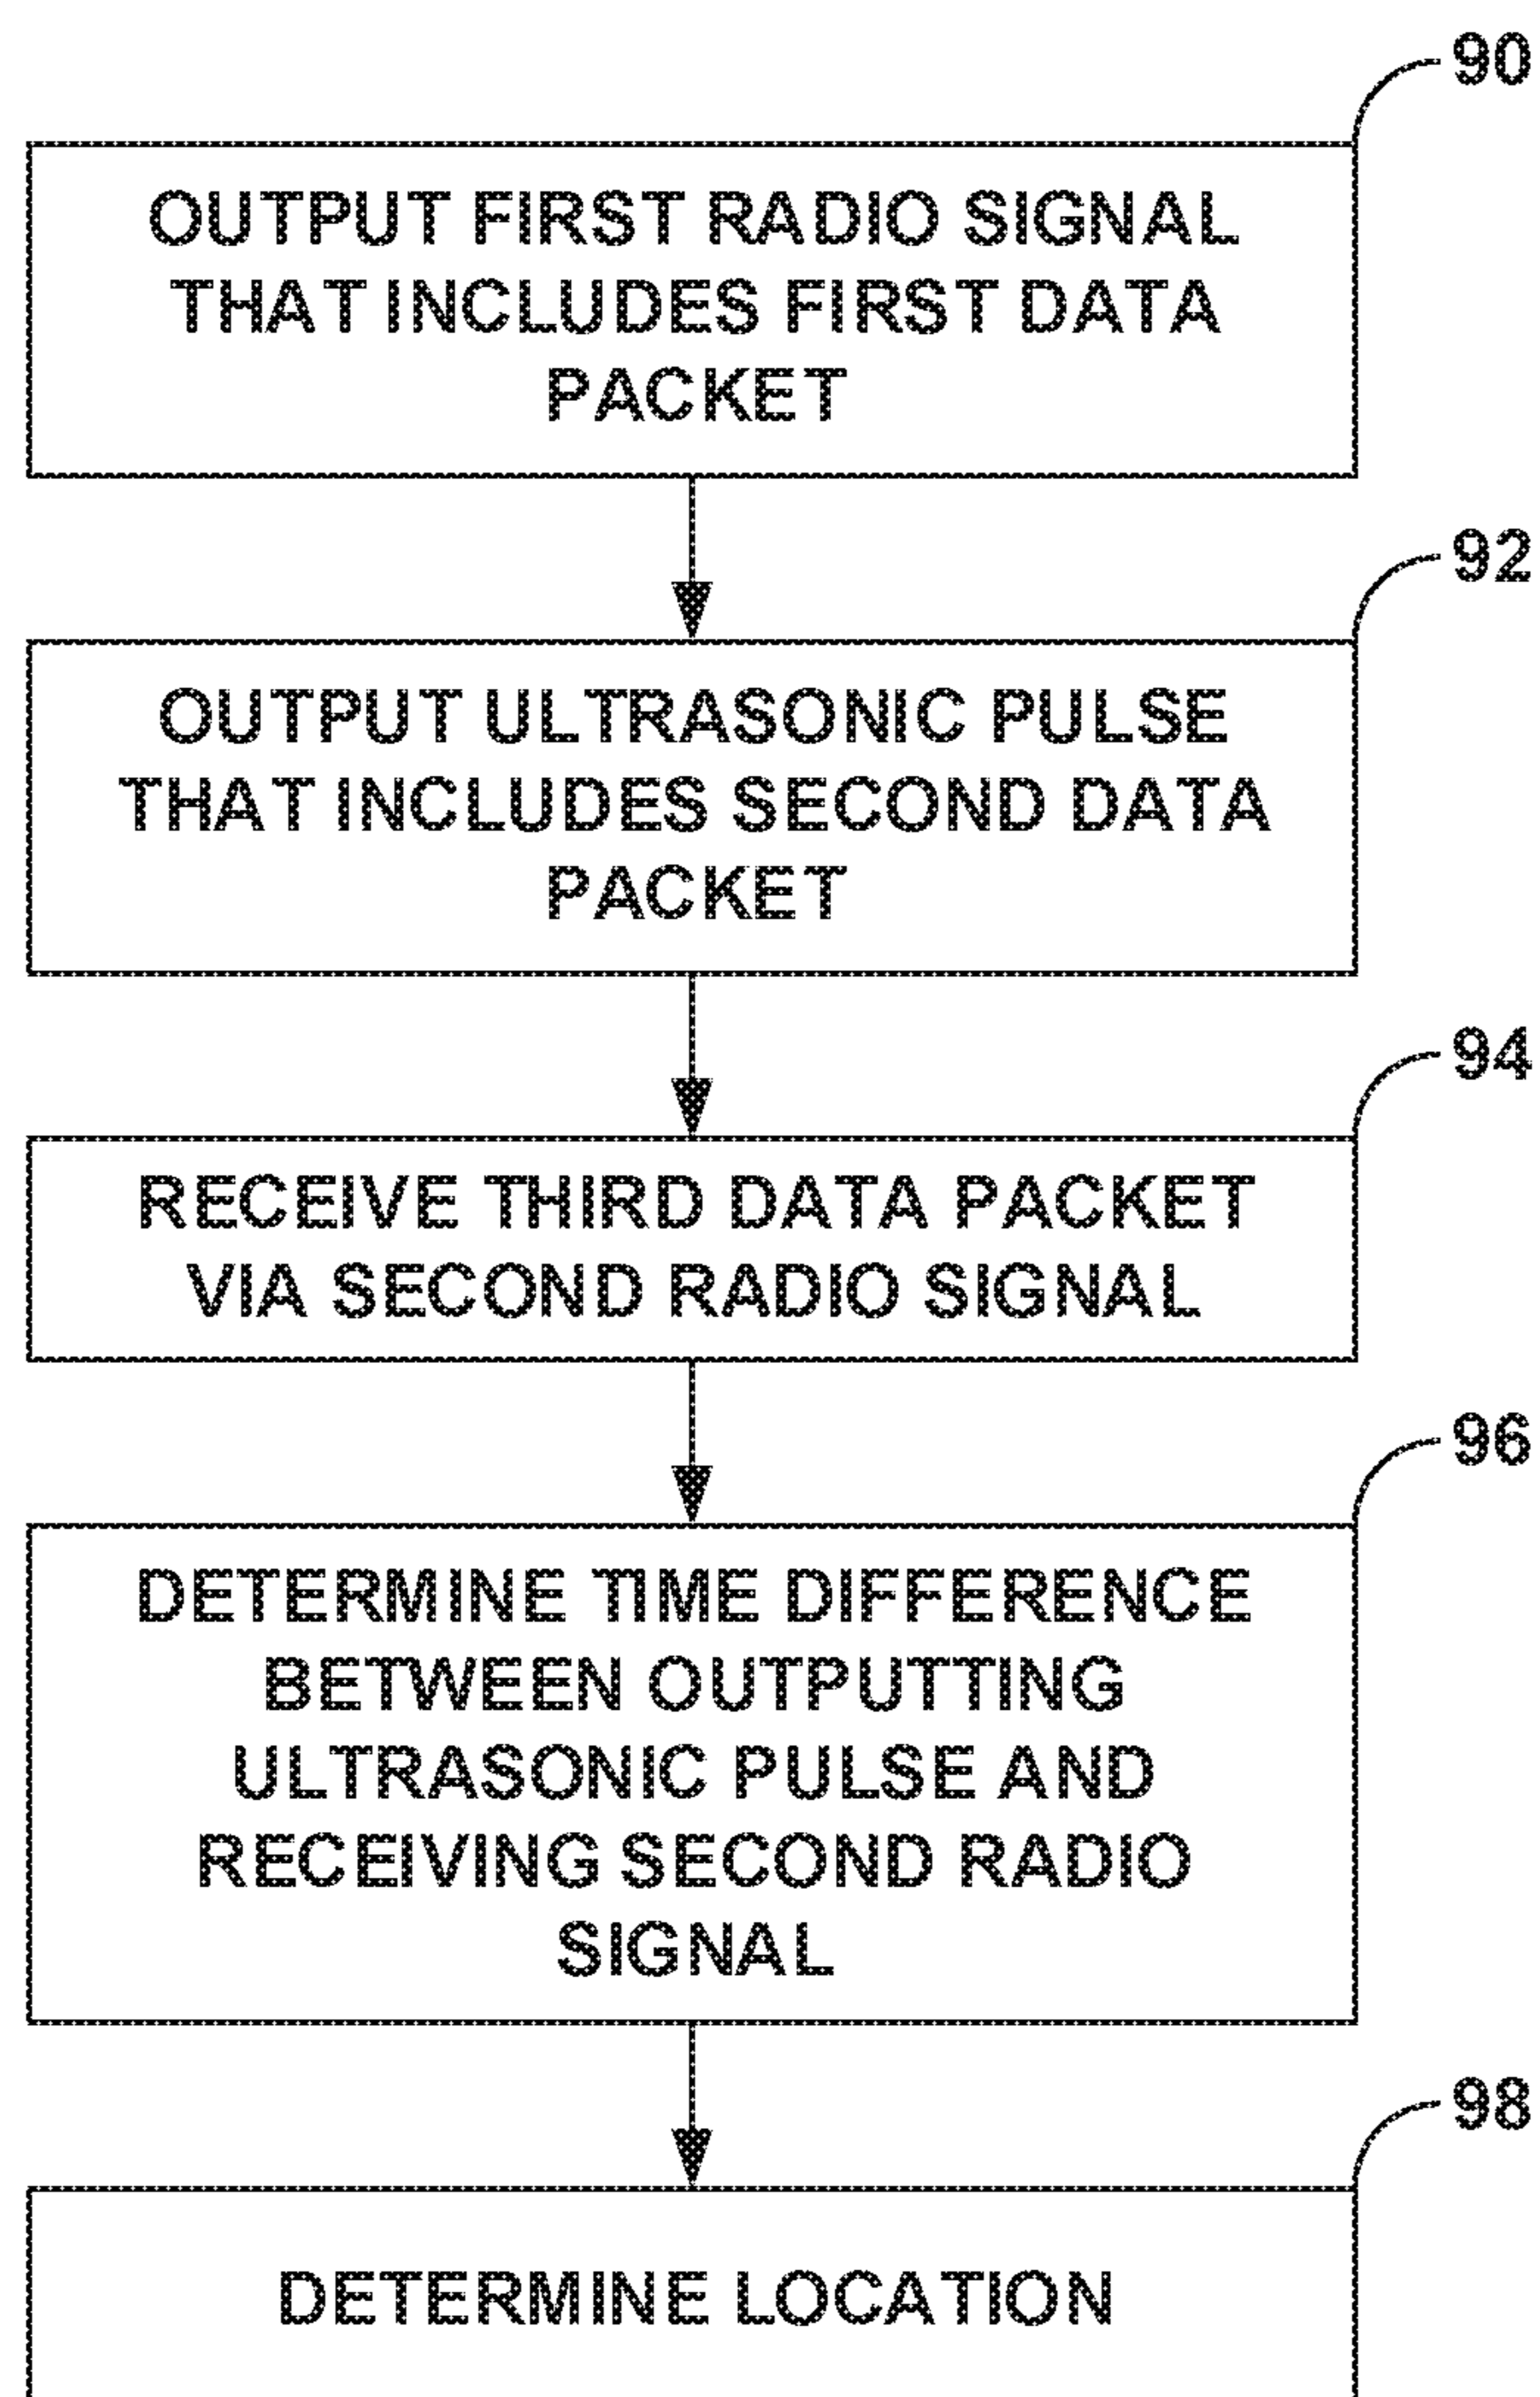 90
OUTPUT FIRST RADIO SIGNAL
THAT INCLUDES FIRST DATA
PACKET
92
OUTPUT ULTRASONIC PULSE
THAT INCLUDES SECOND DATA
PACKET
94
RECEIVE THIRD DATA PACKET
VIA SECOND RADIO SIGNAL
96
DETERMINE TIME DIFFERENCE
BETWEEN OUTPUTTING
ULTRASONIC PULSE AND
RECEIVING SECOND RADIO
SIGNAL
98
DETERMINE LOCATION